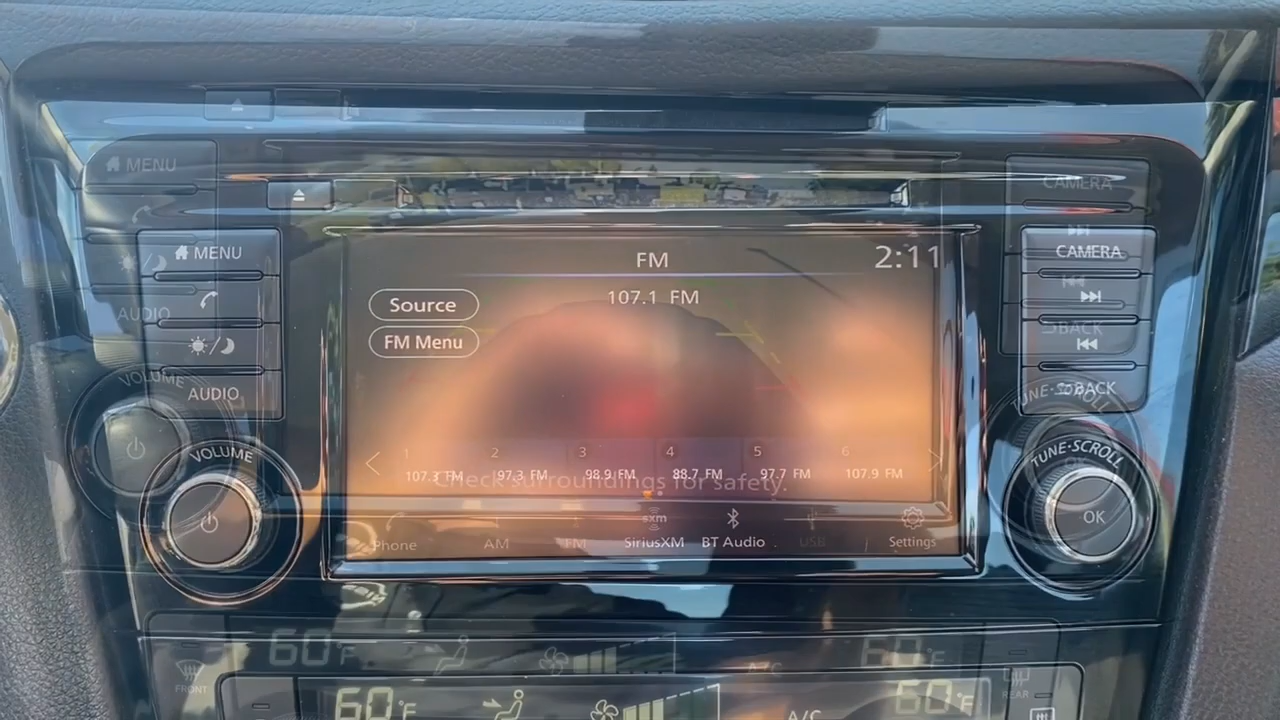 MENU
CAMERA
MENU
CAMERA
AUDIO
BACK
VOLUME
AUDIO
BACK
TUNE·SCROLL
VOLUME
TUNE·SCROLL
OK
FM
2:11
107.1 FM
Source
FM Menu
1 2 3 4 5 6
107.3 FM 97.3 FM 98.9 FM 88.7 FM 97.7 FM 107.9 FM
Check surroundings for safety.
sxm
Phone AM FM SiriusXM BT Audio USB Settings
60°F A/C 60°F
FRONT REAR
60°F A/C 60°F